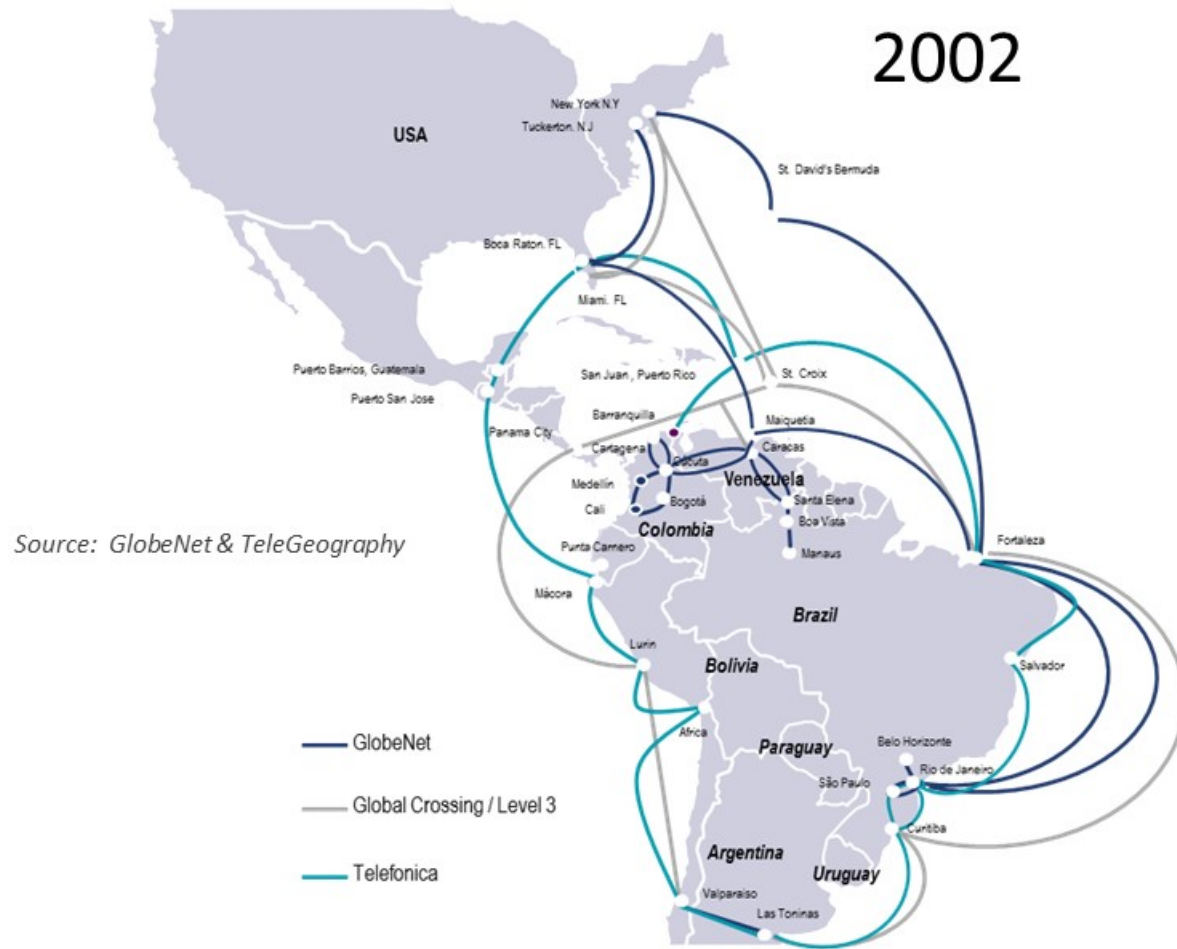 2002
New York N.Y
Tuckerton. N.J
USA
St. David's Bermuda
Boca Raton. FL
Miami. FL
Puerto Barrios, Guatemala
San Juan , Puerto Rico
St. Croix
Puerto San Jose
Barranquilla
Maiquetia
Panama City
Cartagena
Caracas
Cúcuta
Medellín
Venezuela
Bogotá
Santa Elena
Cali
Boa Vista
Colombia
Source: GlobeNet & TeleGeography
Punta Carnero
Manaus
Fortaleza
Mácora
Brazil
Lurin
Bolivia
Salvador
Africa
GlobeNet
Paraguay
Belo Horizonte
Rio de Janeiro
São Paulo
Global Crossing / Level 3
Curitiba
Argentina
Telefonica
Uruguay
Valparaiso
Las Toninas